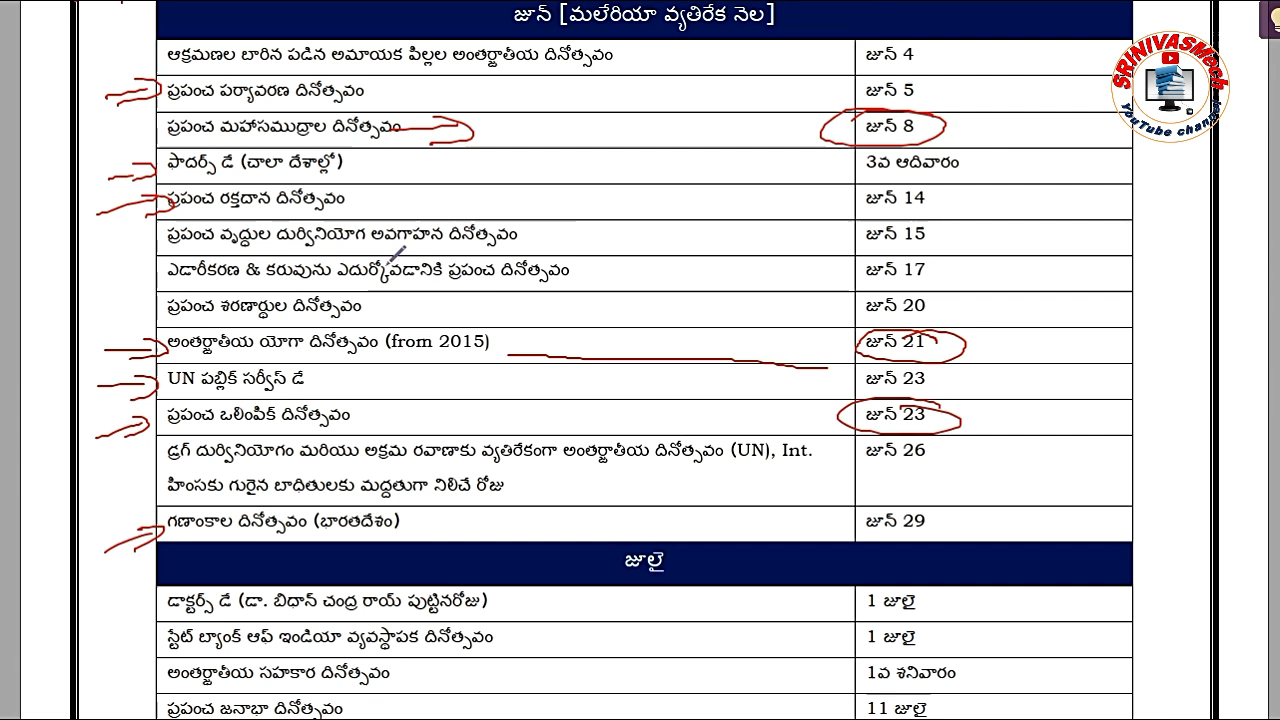 జూన్ [మలేరియా వ్యతిరేక నెల]
ఆక్రమణల బారిన పడిన అమాయక పిల్లల అంతర్జాతీయ దినోత్సవం జూన్ 4
ప్రపంచ పర్యావరణ దినోత్సవం జూన్ 5
ప్రపంచ మహాసముద్రాల దినోత్సవం జూన్ 8
ఫాదర్స్ డే (చాలా దేశాల్లో) 3వ ఆదివారం
ప్రపంచ రక్తదాన దినోత్సవం జూన్ 14
ప్రపంచ వృద్ధుల దుర్వినియోగ అవగాహన దినోత్సవం జూన్ 15
ఎడారీకరణ & కరువును ఎదుర్కోవడానికి ప్రపంచ దినోత్సవం జూన్ 17
ప్రపంచ శరణార్థుల దినోత్సవం జూన్ 20
అంతర్జాతీయ యోగా దినోత్సవం (from 2015) జూన్ 21
UN పబ్లిక్ సర్వీస్ డే జూన్ 23
ప్రపంచ ఒలింపిక్ దినోత్సవం జూన్ 23
డ్రగ్ దుర్వినియోగం మరియు అక్రమ రవాణాకు వ్యతిరేకంగా అంతర్జాతీయ దినోత్సవం (UN), Int. జూన్ 26
హింసకు గురైన బాధితులకు మద్దతుగా నిలిచే రోజు
గణాంకాల దినోత్సవం (భారతదేశం) జూన్ 29
జూలై
డాక్టర్స్ డే (డా. బిధాన్ చంద్ర రాయ్ పుట్టినరోజు) 1 జూలై
స్టేట్ బ్యాంక్ ఆఫ్ ఇండియా వ్యవస్థాపక దినోత్సవం 1 జూలై
అంతర్జాతీయ సహకార దినోత్సవం 1వ శనివారం
ప్రపంచ జనాభా దినోత్సవం 11 జూలై
SRINIVASMech
YouTube channel